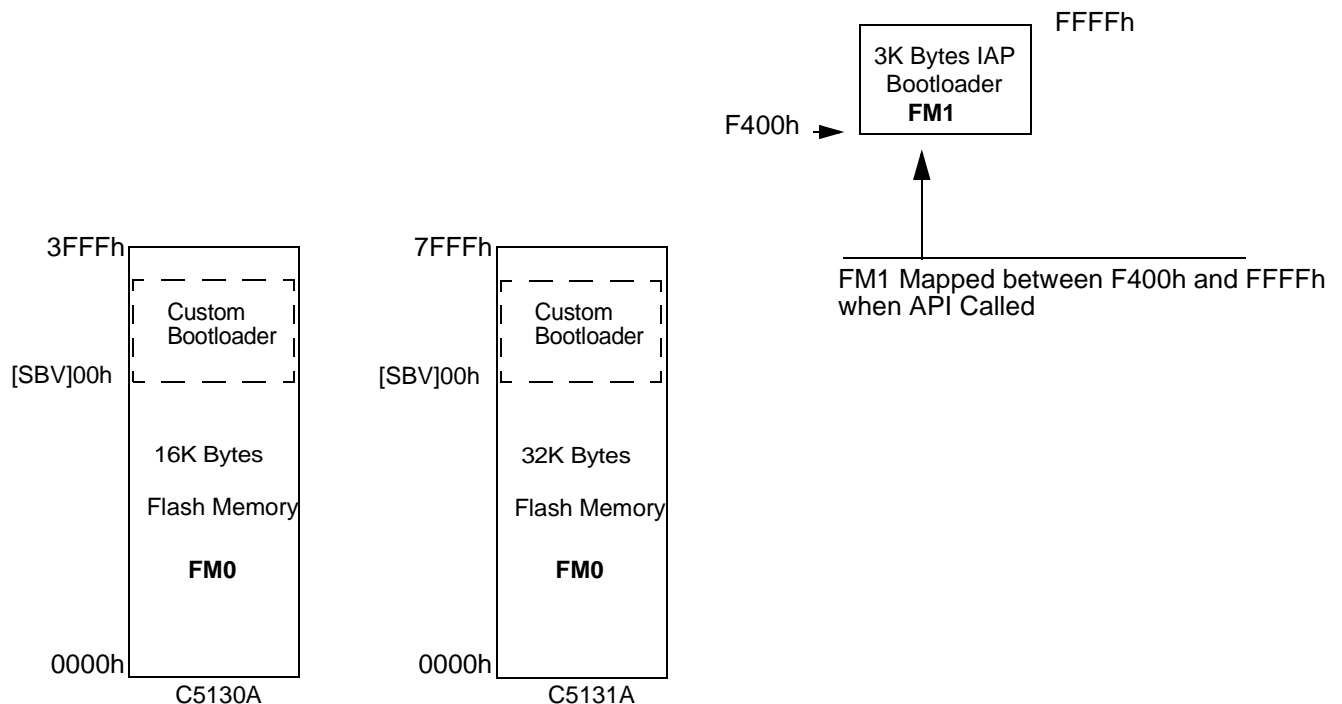 FFFFh
3K Bytes IAP
Bootloader
FM1
F400h
FM1 Mapped between F400h and FFFFh
when API Called
3FFFh
Custom
Bootloader
[SBV]00h
16K Bytes
Flash Memory
FM0
0000h
C5130A
7FFFh
Custom
Bootloader
[SBV]00h
32K Bytes
Flash Memory
FM0
0000h
C5131A